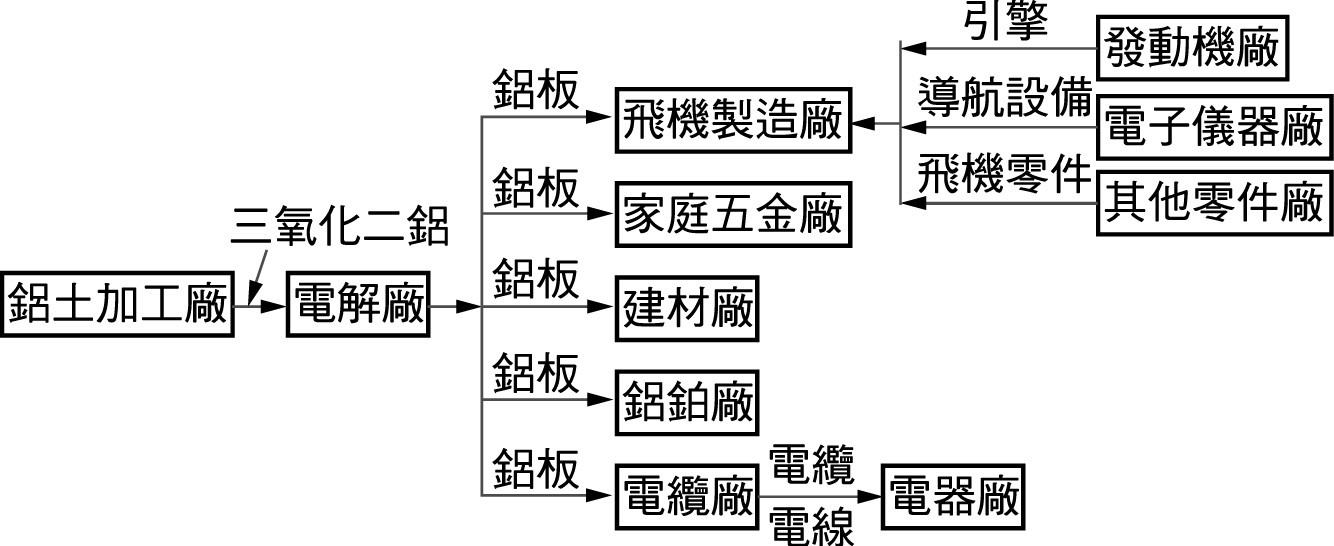 引擎
發動機廠
鋁板
飛機製造廠
導航設備
電子儀器廠
飛機零件
其他零件廠
鋁板
家庭五金廠
三氧化二鋁
鋁土加工廠
電解廠
鋁板
建材廠
鋁板
鋁鉑廠
鋁板
電纜廠
電纜
電線
電器廠